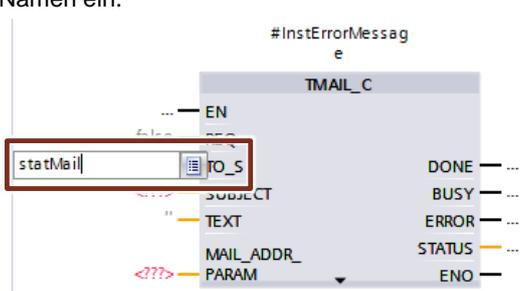 Namen ein.
#InstErrorMessag
e
TMAIL_C
... EN
false REQ
statMail TO_S DONE ...
<???> SUBJECT BUSY ...
'' TEXT ERROR ...
MAIL_ADDR_ STATUS ...
<???> PARAM ENO